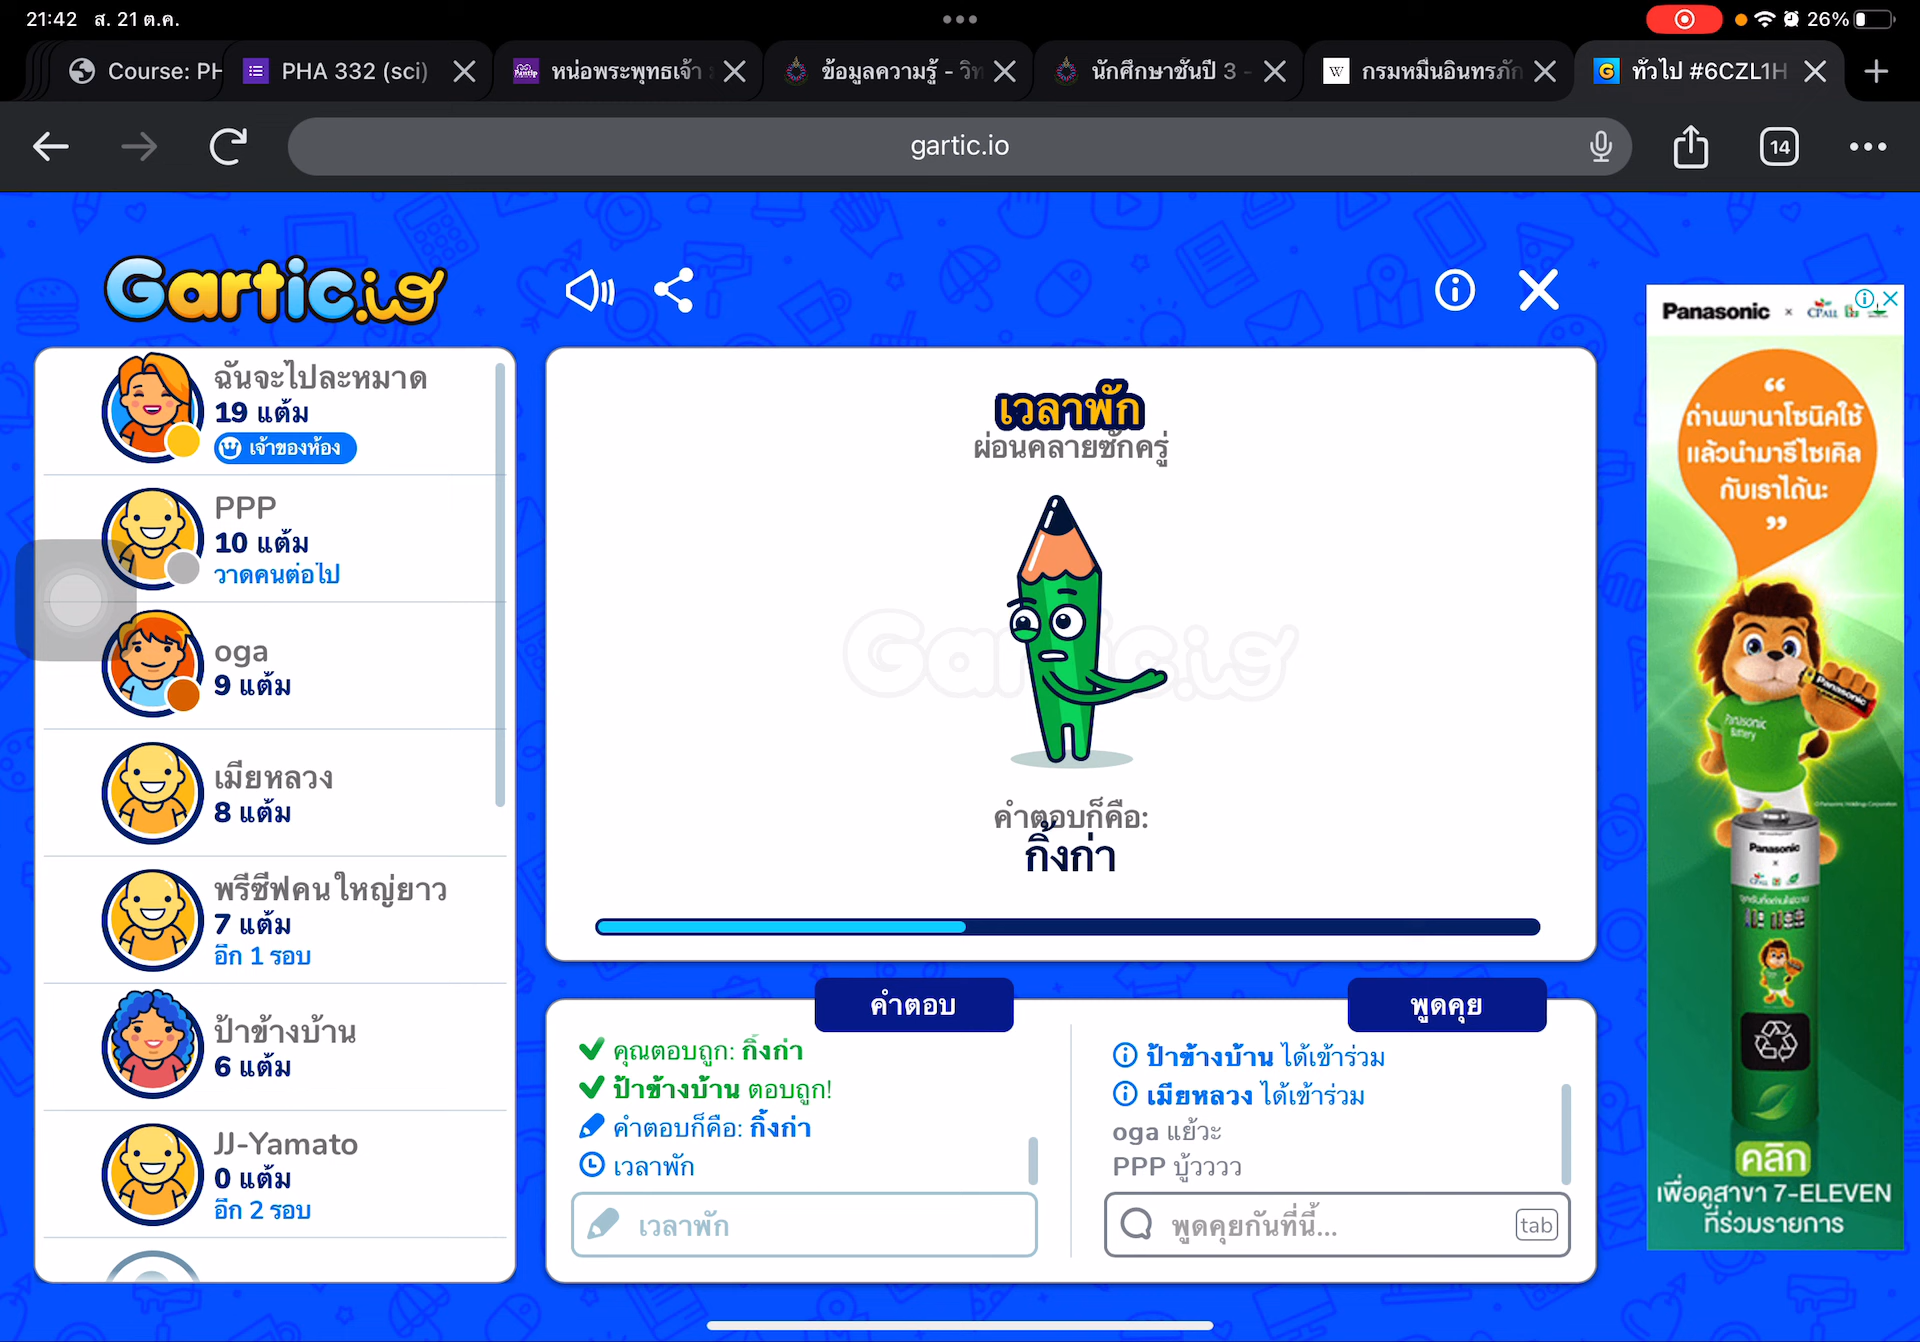 21:42 ส. 21 ต.ค.
26%
Course: PH
PHA 332 (sci)
หน่อพระพุทธเจ้า
ข้อมูลความรู้ - วิท
นักศึกษาชั้นปี 3 -
W กรมหมื่นอินทรภัก
ทั่วไป #6CZL1H
gartic.io
14
Gartic.io
ฉันจะไปละหมาด
19 แต้ม
เจ้าของห้อง
PPP
10 แต้ม
วาดคนต่อไป
oga
9 แต้ม
เมียหลวง
8 แต้ม
พรีซีฟคนใหญ่ยาว
7 แต้ม
อีก 1 รอบ
ป้าข้างบ้าน
6 แต้ม
JJ-Yamato
0 แต้ม
อีก 2 รอบ
เวลาพัก
ผ่อนคลายซักครู่
Gartic.io
คำตอบก็คือ:
กิ้งก่า
คำตอบ
คุณตอบถูก: กิ้งก่า
ป้าข้างบ้าน ตอบถูก!
คำตอบก็คือ: กิ้งก่า
เวลาพัก
เวลาพัก
พูดคุย
ป้าข้างบ้าน ได้เข้าร่วม
เมียหลวง ได้เข้าร่วม
oga แย้วะ
PPP บู้วววว
พูดคุยกันที่นี้...
tab
Panasonic × CPALL
“
ถ่านพานาโซนิคใช้
แล้วนำมารีไซเคิล
กับเราได้นะ
”
Panasonic
Panasonic
Battery
Panasonic
×
คลิก
เพื่อดูสาขา 7-ELEVEN
ที่ร่วมรายการ